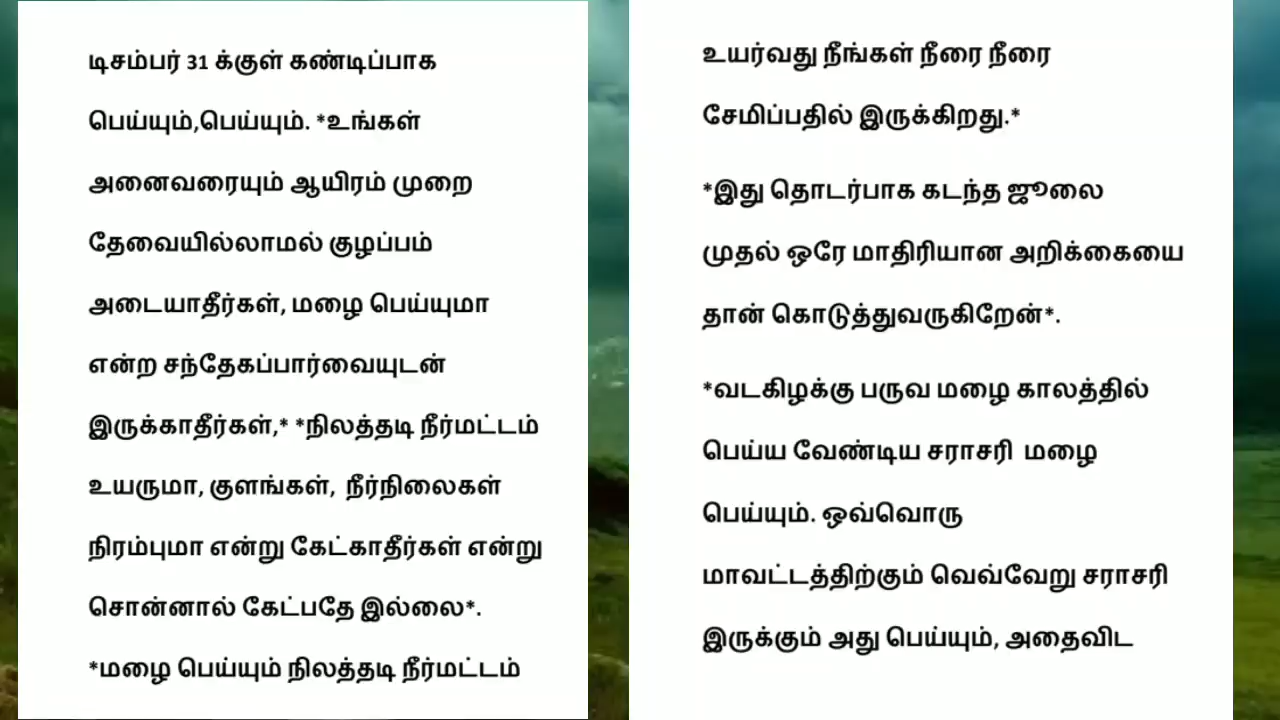 டிசம்பர் 31 க்குள் கண்டிப்பாக
பெய்யும்,பெய்யும். *உங்கள்
அனைவரையும் ஆயிரம் முறை
தேவையில்லாமல் குழப்பம்
அடையாதீர்கள், மழை பெய்யுமா
என்ற சந்தேகப்பார்வையுடன்
இருக்காதீர்கள்,* *நிலத்தடி நீர்மட்டம்
உயருமா, குளங்கள், நீர்நிலைகள்
நிரம்புமா என்று கேட்காதீர்கள் என்று
சொன்னால் கேட்பதே இல்லை*.
*மழை பெய்யும் நிலத்தடி நீர்மட்டம்
உயர்வது நீங்கள் நீரை நீரை
சேமிப்பதில் இருக்கிறது.*
*இது தொடர்பாக கடந்த ஜூலை
முதல் ஒரே மாதிரியான அறிக்கையை
தான் கொடுத்துவருகிறேன்*.
*வடகிழக்கு பருவ மழை காலத்தில்
பெய்ய வேண்டிய சராசரி மழை
பெய்யும். ஒவ்வொரு
மாவட்டத்திற்கும் வெவ்வேறு சராசரி
இருக்கும் அது பெய்யும், அதைவிட